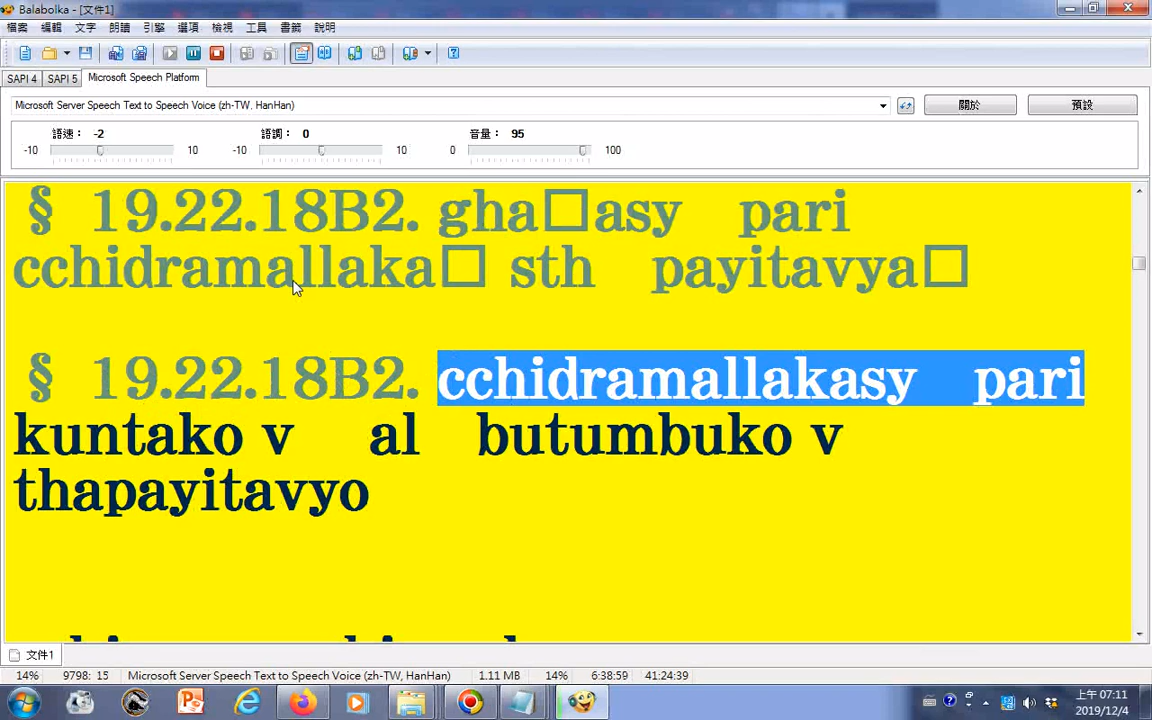 Balabolka - [文件1]
檔案 編輯 文字 朗讀 引擎 選項 檢視 工具 書籤 說明
SAPI 4 SAPI 5 Microsoft Speech Platform
Microsoft Server Speech Text to Speech Voice (zh-TW, HanHan) 關於 預設
語速： -2 語調： 0 音量： 95
-10 10 -10 10 0 100
§ 19.22.18B2. gha□asy pari
cchidramallaka□ sth payitavya□
§ 19.22.18B2. cchidramallakasy pari
kuntako v al butumbuko v
thapayitavyo
文件1
14% 9798: 15 Microsoft Server Speech Text to Speech Voice (zh-TW, HanHan) 1.11 MB 14% 6:38:59 41:24:39
上午 07:11
2019/12/4